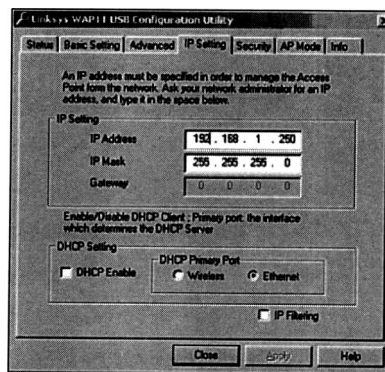 Linksys WAP11 USB Configuration Utility
Status Basic Setting Advanced IP Setting Security AP Mode Info
An IP address must be specified in order to manage the Access
Point form the network. Ask your network administrator for an IP
address, and type it in the space below.
IP Setting
IP Address 192 . 168 . 1 . 250
IP Mask 255 . 255 . 255 . 0
Gateway 0 . 0 . 0 . 0
Enable/Disable DHCP Client ; Primary port: the interface
which determines the DHCP Server
DHCP Setting
DHCP Enable
DHCP Primary Port
Wireless Ethernet
IP Filtering
Close Apply Help